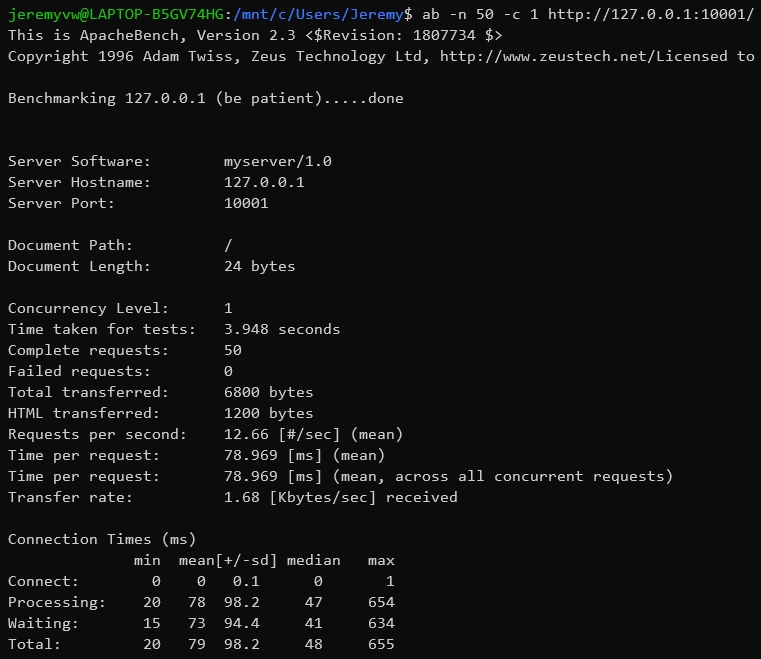 jeremyvw@LAPTOP-B5GV74HG:/mnt/c/Users/Jeremy$ ab -n 50 -c 1 http://127.0.0.1:10001/
This is ApacheBench, Version 2.3 <$Revision: 1807734 $>
Copyright 1996 Adam Twiss, Zeus Technology Ltd, http://www.zeustech.net/Licensed to
Benchmarking 127.0.0.1 (be patient).....done
Server Software: myserver/1.0
Server Hostname: 127.0.0.1
Server Port: 10001
Document Path: /
Document Length: 24 bytes
Concurrency Level: 1
Time taken for tests: 3.948 seconds
Complete requests: 50
Failed requests: 0
Total transferred: 6800 bytes
HTML transferred: 1200 bytes
Requests per second: 12.66 [#/sec] (mean)
Time per request: 78.969 [ms] (mean)
Time per request: 78.969 [ms] (mean, across all concurrent requests)
Transfer rate: 1.68 [Kbytes/sec] received
Connection Times (ms)
min mean[+/-sd] median max
Connect: 0 0 0.1 0 1
Processing: 20 78 98.2 47 654
Waiting: 15 73 94.4 41 634
Total: 20 79 98.2 48 655